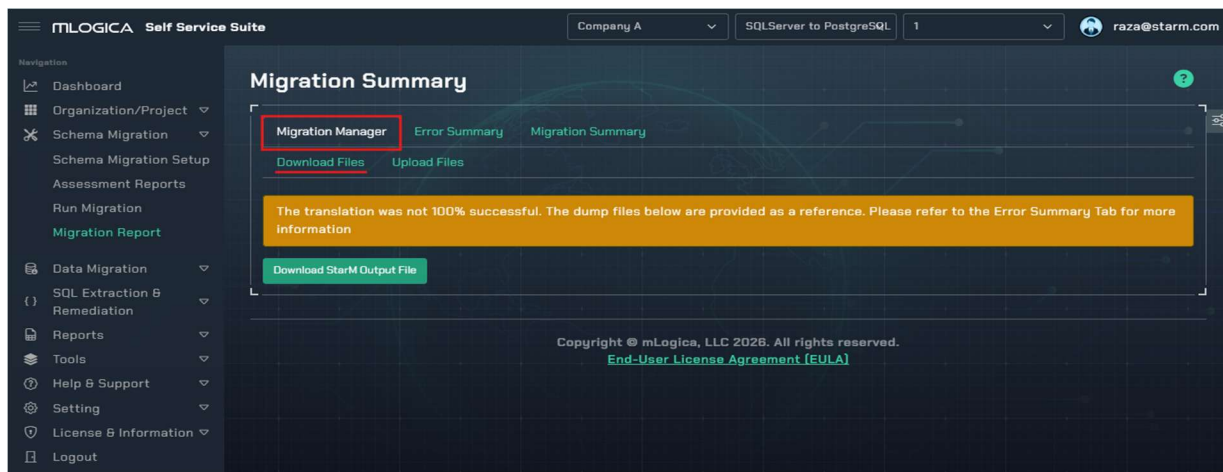 mLOGICA Self Service Suite
Company A
SQLServer to PostgreSQL
1
raza@starm.com
Navigation
Dashboard
Organization/Project
Schema Migration
Schema Migration Setup
Assessment Reports
Run Migration
Migration Report
Data Migration
SQL Extraction &
Remediation
Reports
Tools
Help & Support
Setting
License & Information
Logout
Migration Summary
?
Migration Manager
Error Summary
Migration Summary
Download Files
Upload Files
The translation was not 100% successful. The dump files below are provided as a reference. Please refer to the Error Summary Tab for more
information
Download StarM Output File
Copyright © mLogica, LLC 2026. All rights reserved.
End-User License Agreement (EULA)